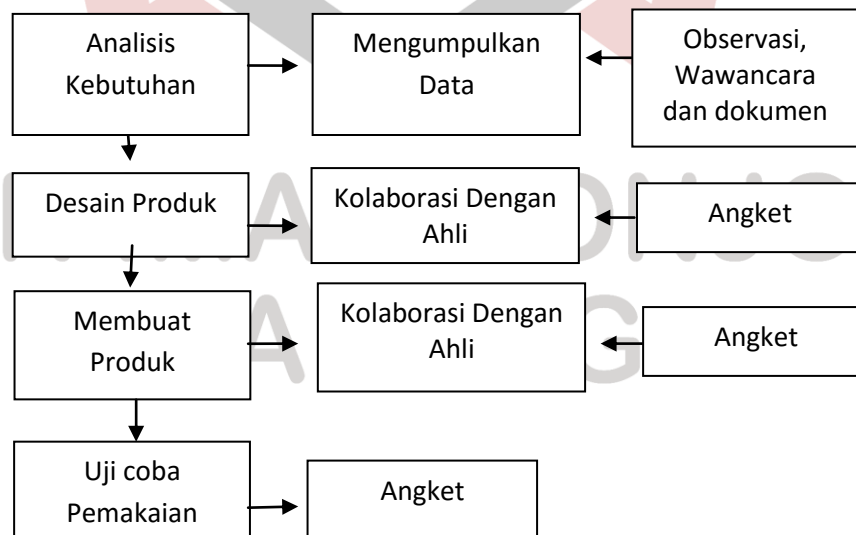 Analisis
Kebutuhan
Mengumpulkan
Data
Observasi,
Wawancara
dan dokumen
Desain Produk
Kolaborasi Dengan
Ahli
Angket
Membuat
Produk
Kolaborasi Dengan
Ahli
Angket
Uji coba
Pemakaian
Angket